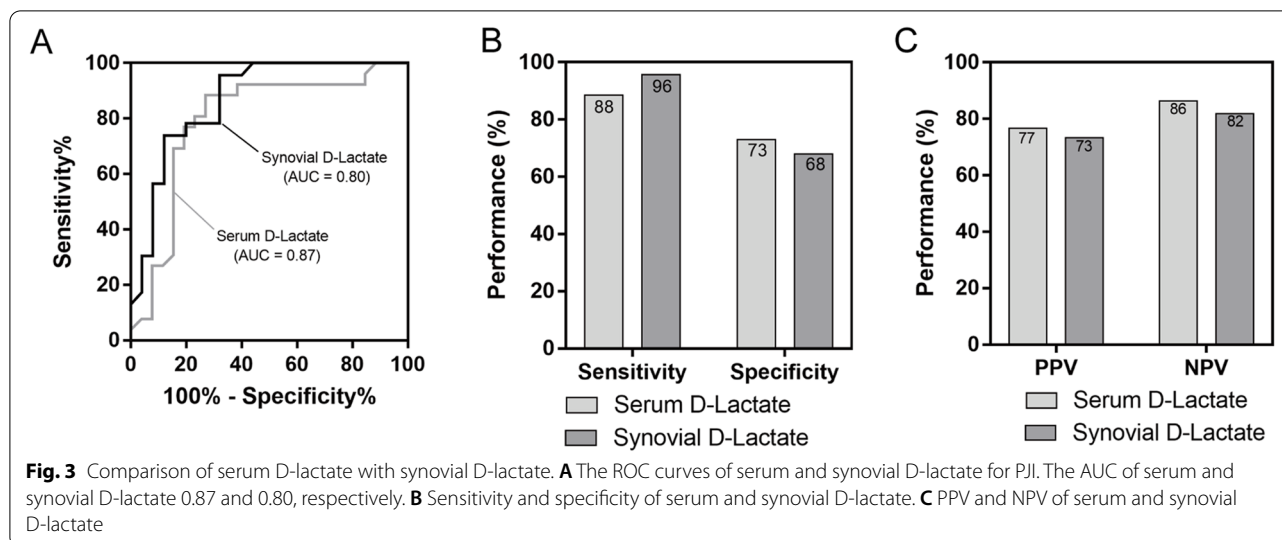 A
100
80
60
40
20
0
Sensitivity%
Synovial D-Lactate
(AUC = 0.80)
Serum D-Lactate
(AUC = 0.87)
0 20 40 60 80 100
100% - Specificity%
B
100
80
60
40
20
0
Performance (%)
88 96 73 68
Sensitivity Specificity
Serum D-Lactate
Synovial D-Lactate
C
100
80
60
40
20
0
Performance (%)
77 73 86 82
PPV NPV
Serum D-Lactate
Synovial D-Lactate
Fig. 3 Comparison of serum D-lactate with synovial D-lactate. A The ROC curves of serum and synovial D-lactate for PJI. The AUC of serum and
synovial D-lactate 0.87 and 0.80, respectively. B Sensitivity and specificity of serum and synovial D-lactate. C PPV and NPV of serum and synovial
D-lactate